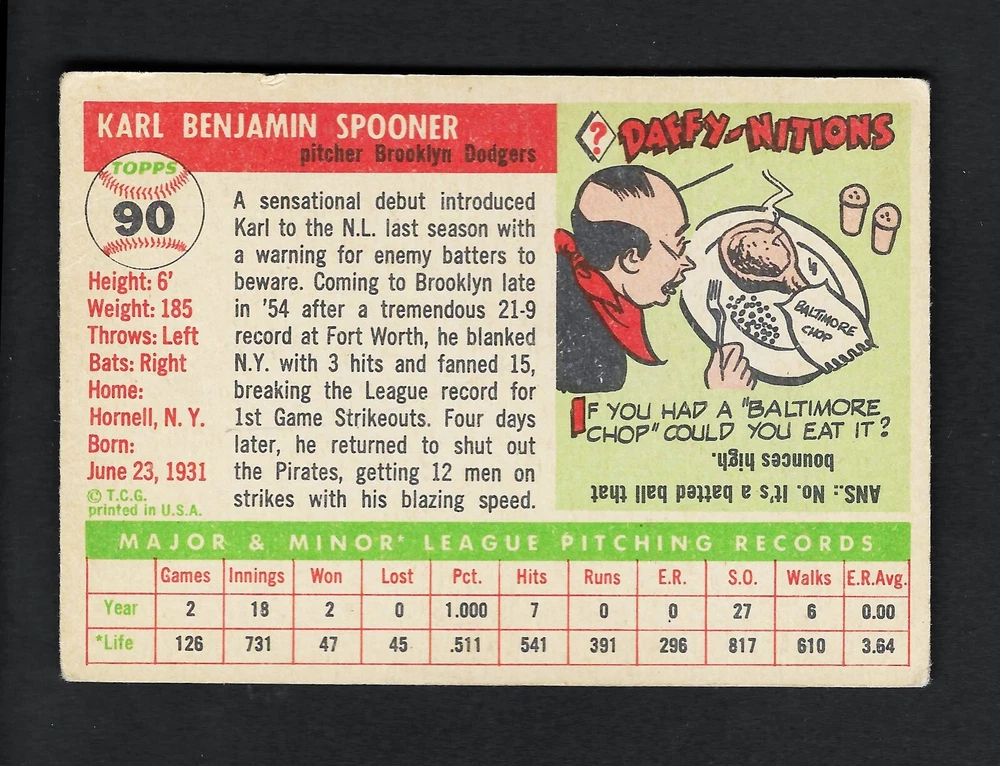 KARL BENJAMIN SPOONER
pitcher Brooklyn Dodgers
TOPPS
90
Height: 6'
Weight: 185
Throws: Left
Bats: Right
Home:
Hornell, N. Y.
Born:
June 23, 1931
© T.C.G.
printed in U.S.A.
A sensational debut introduced
Karl to the N.L. last season with
a warning for enemy batters to
beware. Coming to Brooklyn late
in '54 after a tremendous 21-9
record at Fort Worth, he blanked
N.Y. with 3 hits and fanned 15,
breaking the League record for
1st Game Strikeouts. Four days
later, he returned to shut out
the Pirates, getting 12 men on
strikes with his blazing speed.
? DAFFY-NITIONS
BALTIMORE
CHOP
IF YOU HAD A "BALTIMORE
CHOP" COULD YOU EAT IT?
ANS.: No. It's a batted ball that
bounces high.
MAJOR & MINOR* LEAGUE PITCHING RECORDS
Games Innings Won Lost Pct. Hits Runs E.R. S.O. Walks E.R.Avg.
Year 2 18 2 0 1.000 7 0 0 27 6 0.00
*Life 126 731 47 45 .511 541 391 296 817 610 3.64